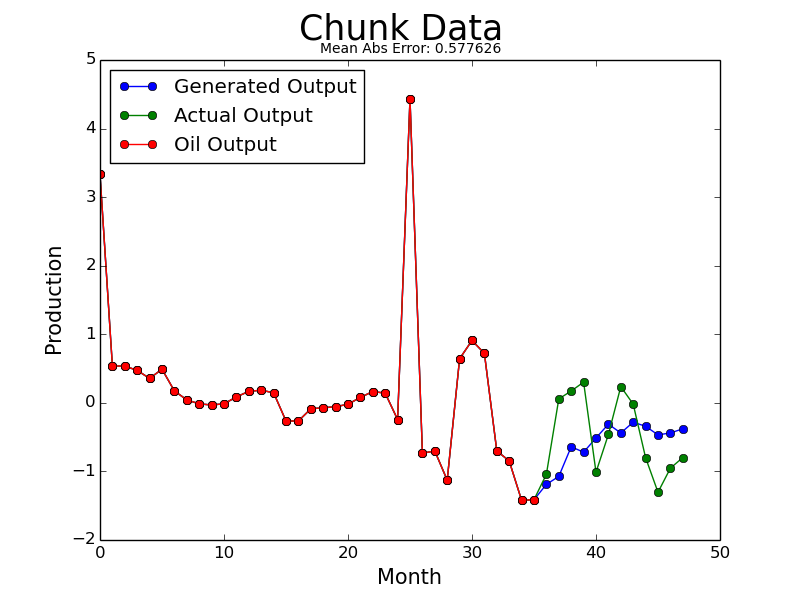 Chunk Data
Mean Abs Error: 0.577626
Generated Output
Actual Output
Oil Output
Production
5
4
3
2
1
0
−1
−2
0 10 20 30 40 50
Month